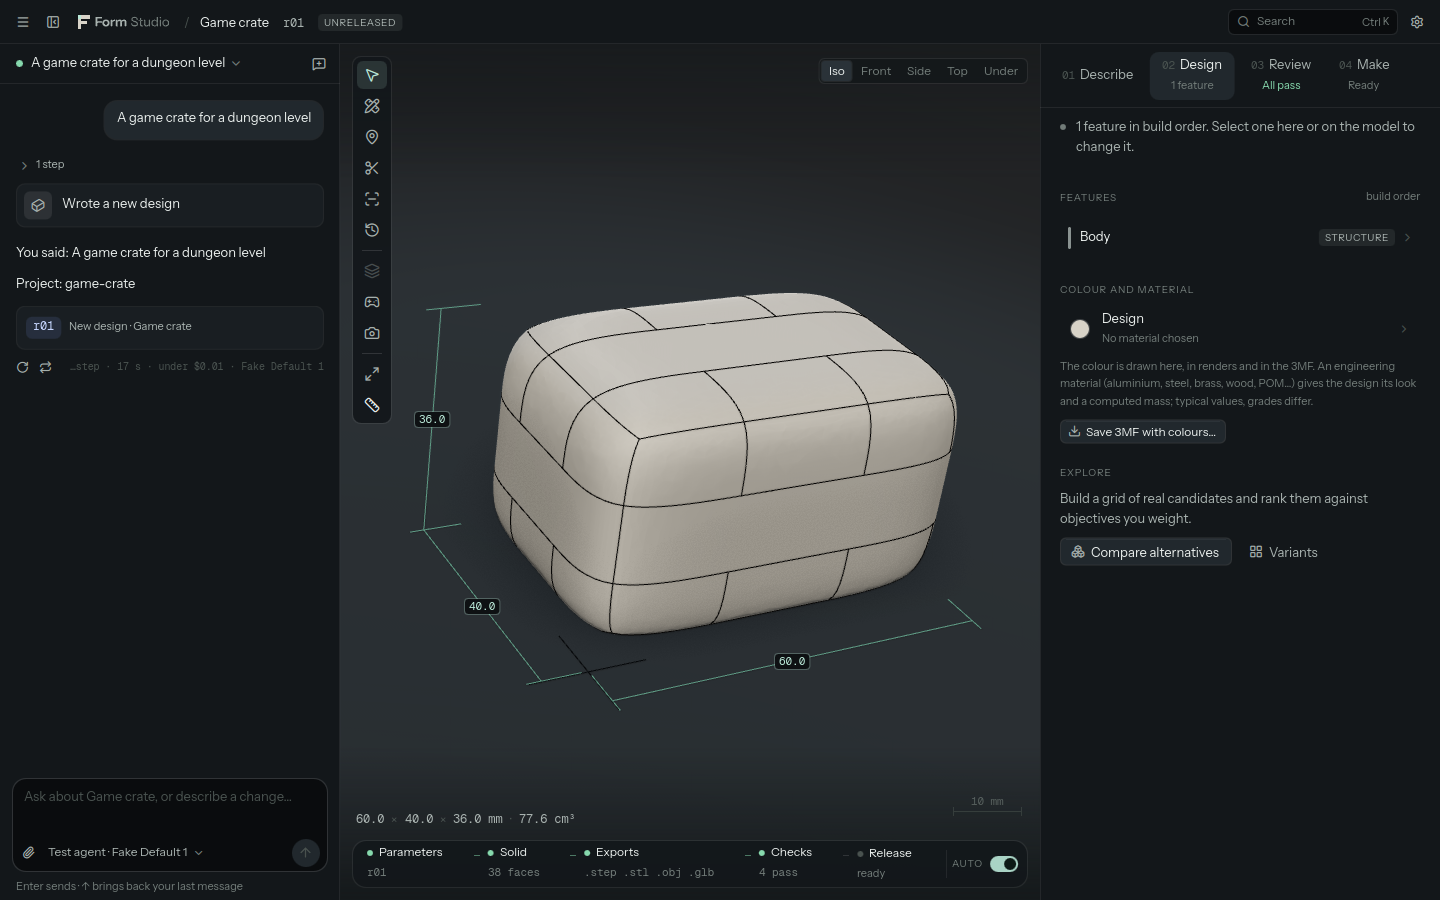 Form Studio / Game crate r01 UNRELEASED
Search Ctrl K
A game crate for a dungeon level
A game crate for a dungeon level
1 step
Wrote a new design
You said: A game crate for a dungeon level
Project: game-crate
r01 New design · Game crate
…step · 17 s · under $0.01 · Fake Default 1
Ask about Game crate, or describe a change…
Test agent · Fake Default 1
Enter sends · ↑ brings back your last message
Iso Front Side Top Under
36.0
40.0
60.0
10 mm
60.0 × 40.0 × 36.0 mm · 77.6 cm³
Parameters
r01
Solid
38 faces
Exports
.step .stl .obj .glb
Checks
4 pass
Release
ready
AUTO
01 Describe
02 Design
1 feature
03 Review
All pass
04 Make
Ready
1 feature in build order. Select one here or on the model to
change it.
FEATURES build order
Body STRUCTURE
COLOUR AND MATERIAL
Design
No material chosen
The colour is drawn here, in renders and in the 3MF. An engineering
material (aluminium, steel, brass, wood, POM…) gives the design its look
and a computed mass; typical values, grades differ.
Save 3MF with colours…
EXPLORE
Build a grid of real candidates and rank them against
objectives you weight.
Compare alternatives Variants